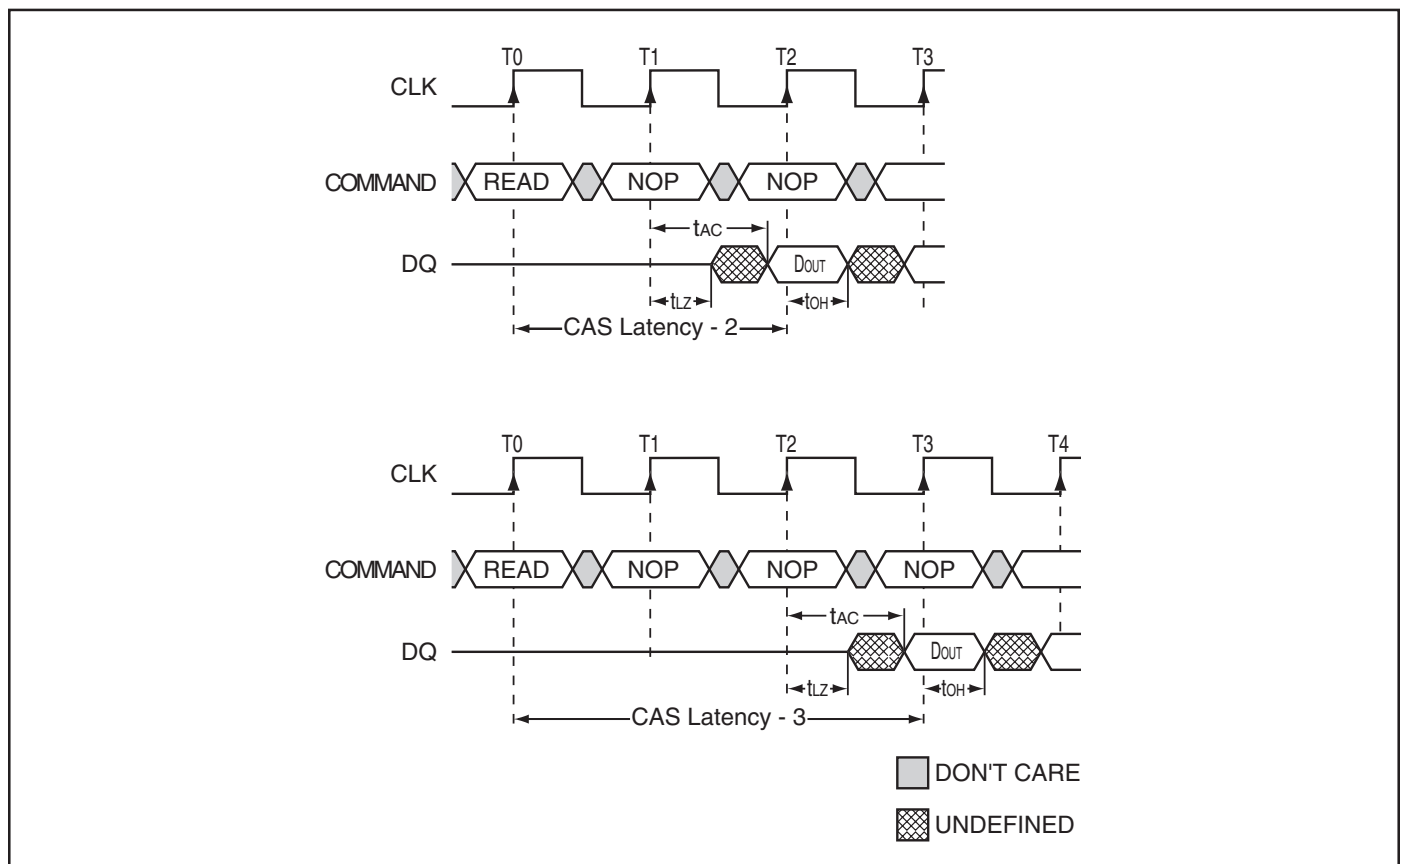 T0 T1 T2 T3
CLK
COMMAND READ NOP NOP
tAC
DQ DOUT
tLZ tOH
CAS Latency - 2
T0 T1 T2 T3 T4
CLK
COMMAND READ NOP NOP NOP
tAC
DQ DOUT
tLZ tOH
CAS Latency - 3
DON'T CARE
UNDEFINED